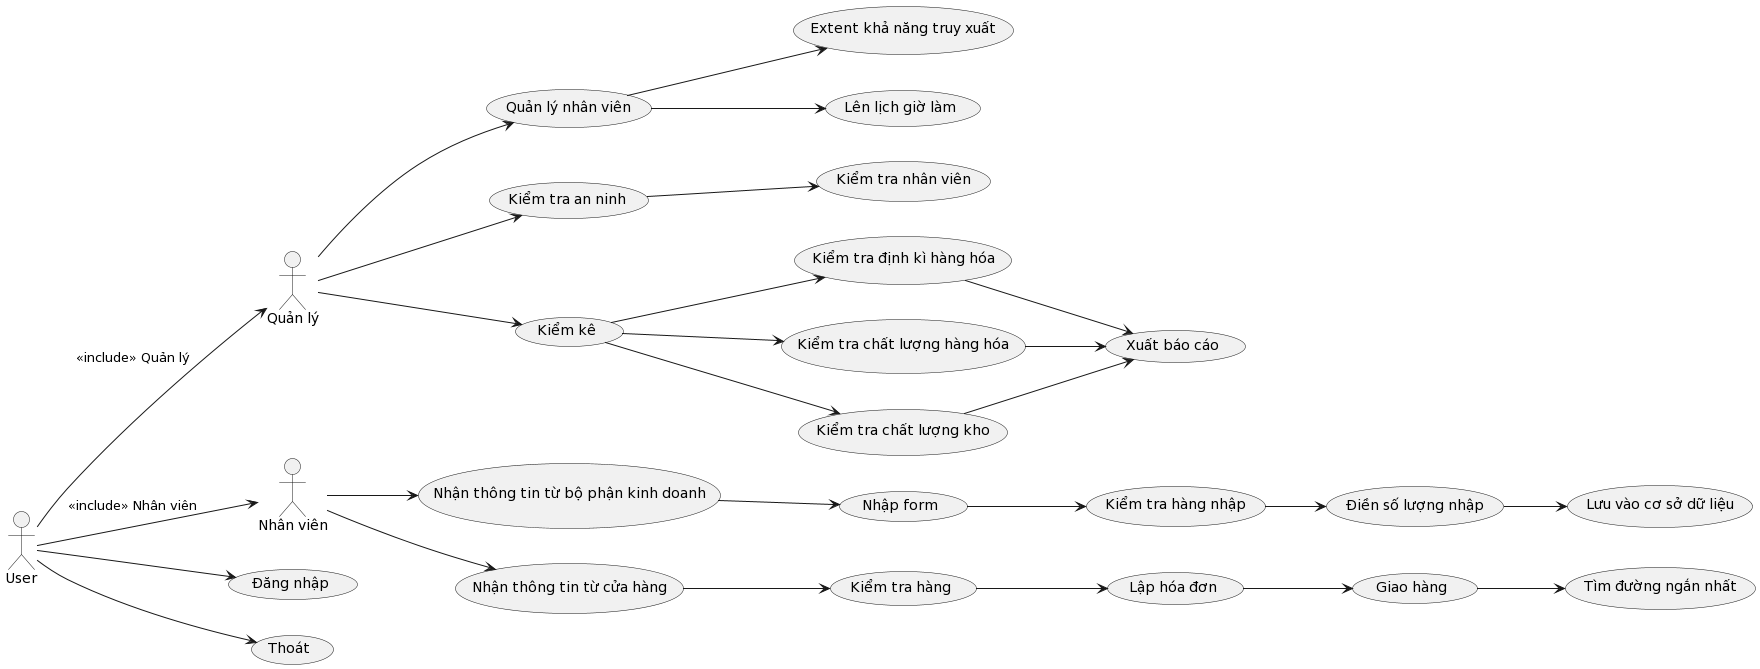 Extent khả năng truy xuất
Quản lý nhân viên
Lên lịch giờ làm
Kiểm tra an ninh
Kiểm tra nhân viên
Kiểm tra định kì hàng hóa
Quản lý
Kiểm kê
Kiểm tra chất lượng hàng hóa
Xuất báo cáo
«include» Quản lý
Kiểm tra chất lượng kho
Nhận thông tin từ bộ phận kinh doanh
Nhập form
Kiểm tra hàng nhập
Điền số lượng nhập
Lưu vào cơ sở dữ liệu
«include» Nhân viên
Nhân viên
User
Đăng nhập
Nhận thông tin từ cửa hàng
Kiểm tra hàng
Lập hóa đơn
Giao hàng
Tìm đường ngắn nhất
Thoát